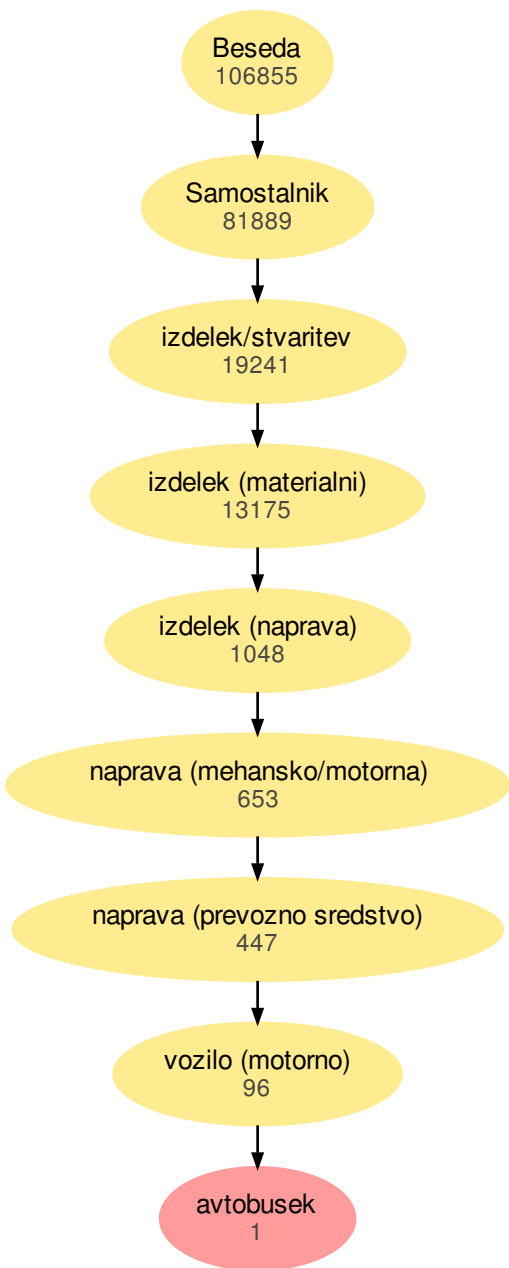 Beseda
106855
Samostalnik
81889
izdelek/stvaritev
19241
izdelek (materialni)
13175
izdelek (naprava)
1048
naprava (mehansko/motorna)
653
naprava (prevozno sredstvo)
447
vozilo (motorno)
96
avtobusek
1